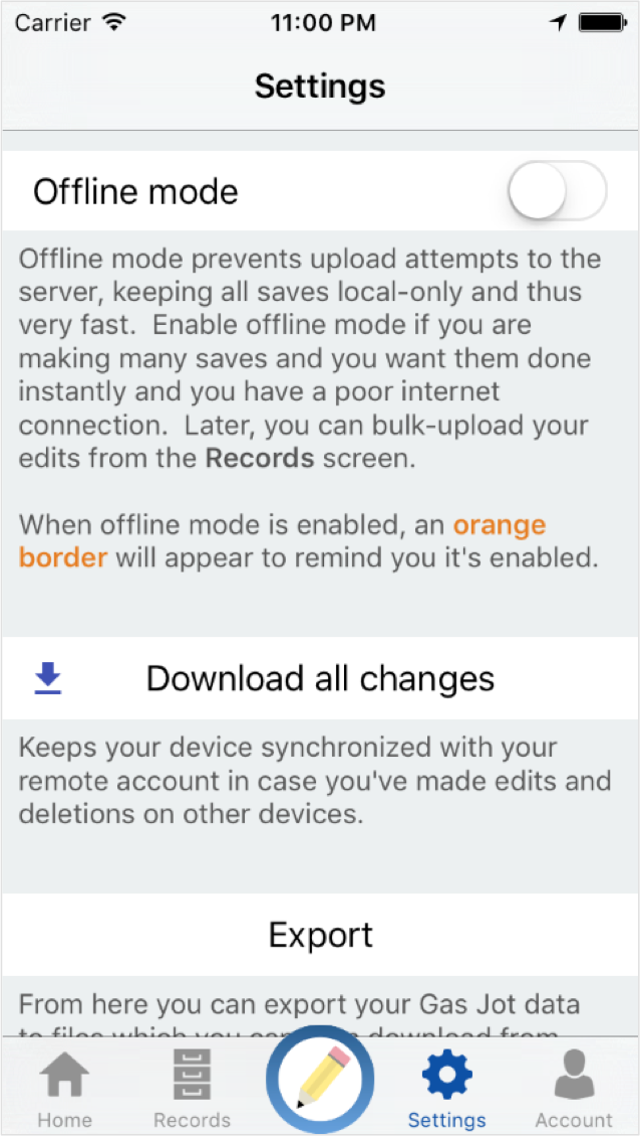 Carrier 11:00 PM
Settings
Offline mode
Offline mode prevents upload attempts to the
server, keeping all saves local-only and thus
very fast.  Enable offline mode if you are
making many saves and you want them done
instantly and you have a poor internet
connection.  Later, you can bulk-upload your
edits from the Records screen.
When offline mode is enabled, an orange
border will appear to remind you it's enabled.
Download all changes
Keeps your device synchronized with your
remote account in case you've made edits and
deletions on other devices.
Export
From here you can export your Gas Jot data
to files which you can download from
Home Records Settings Account